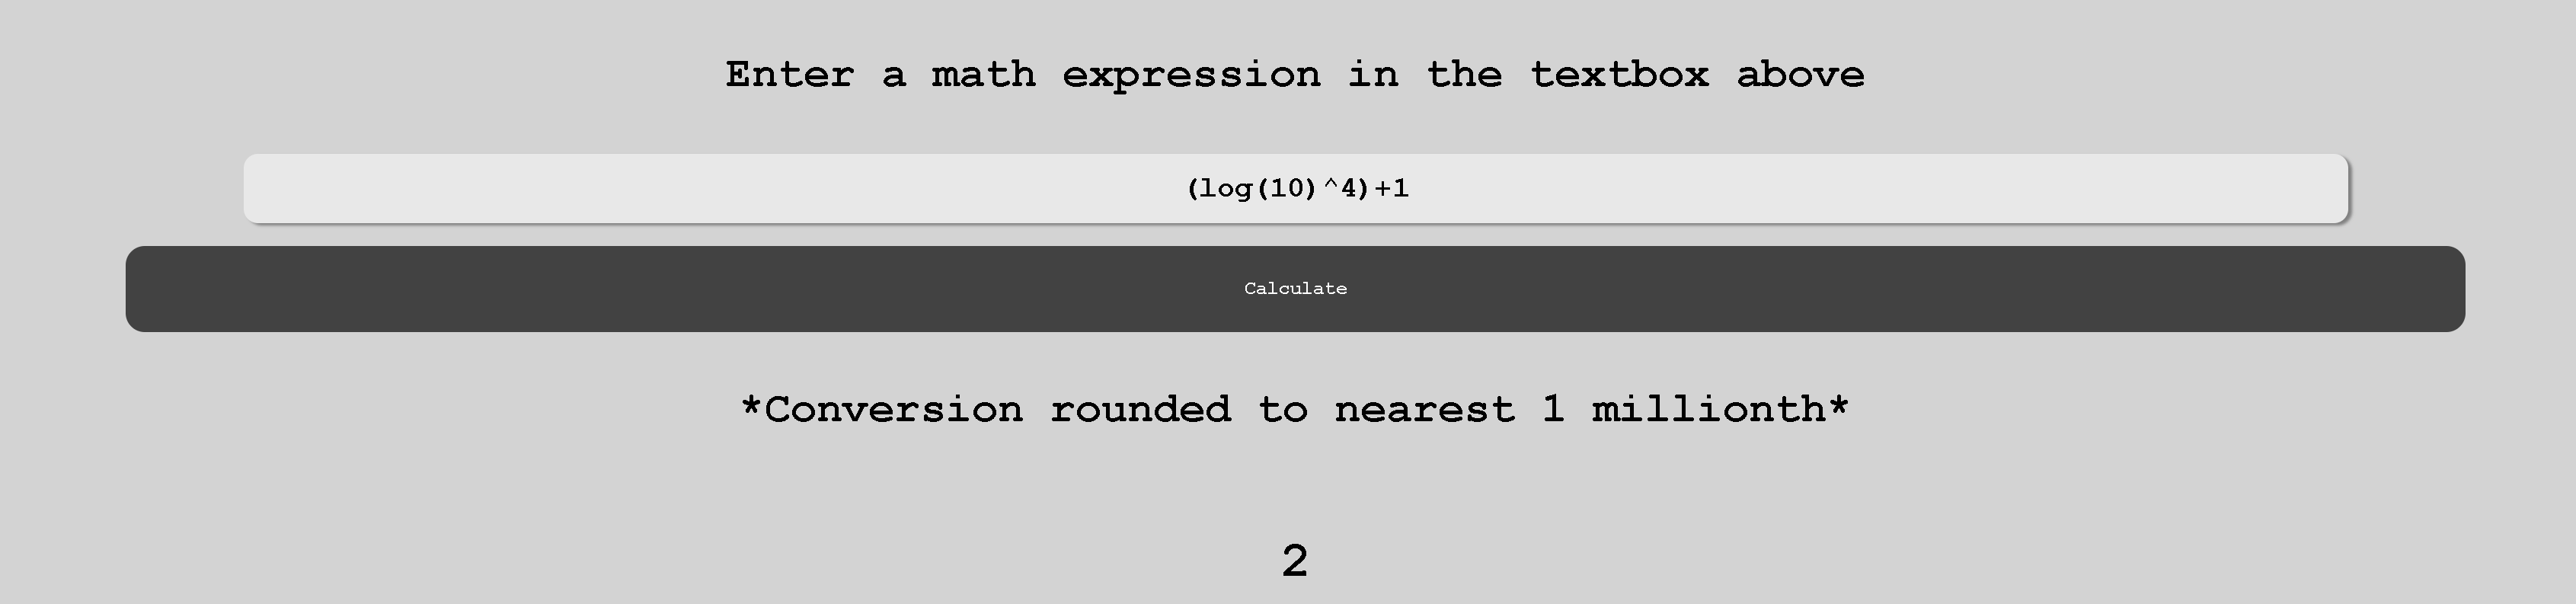 Enter a math expression in the textbox above
(log(10)^4)+1
Calculate
*Conversion rounded to nearest 1 millionth*
2